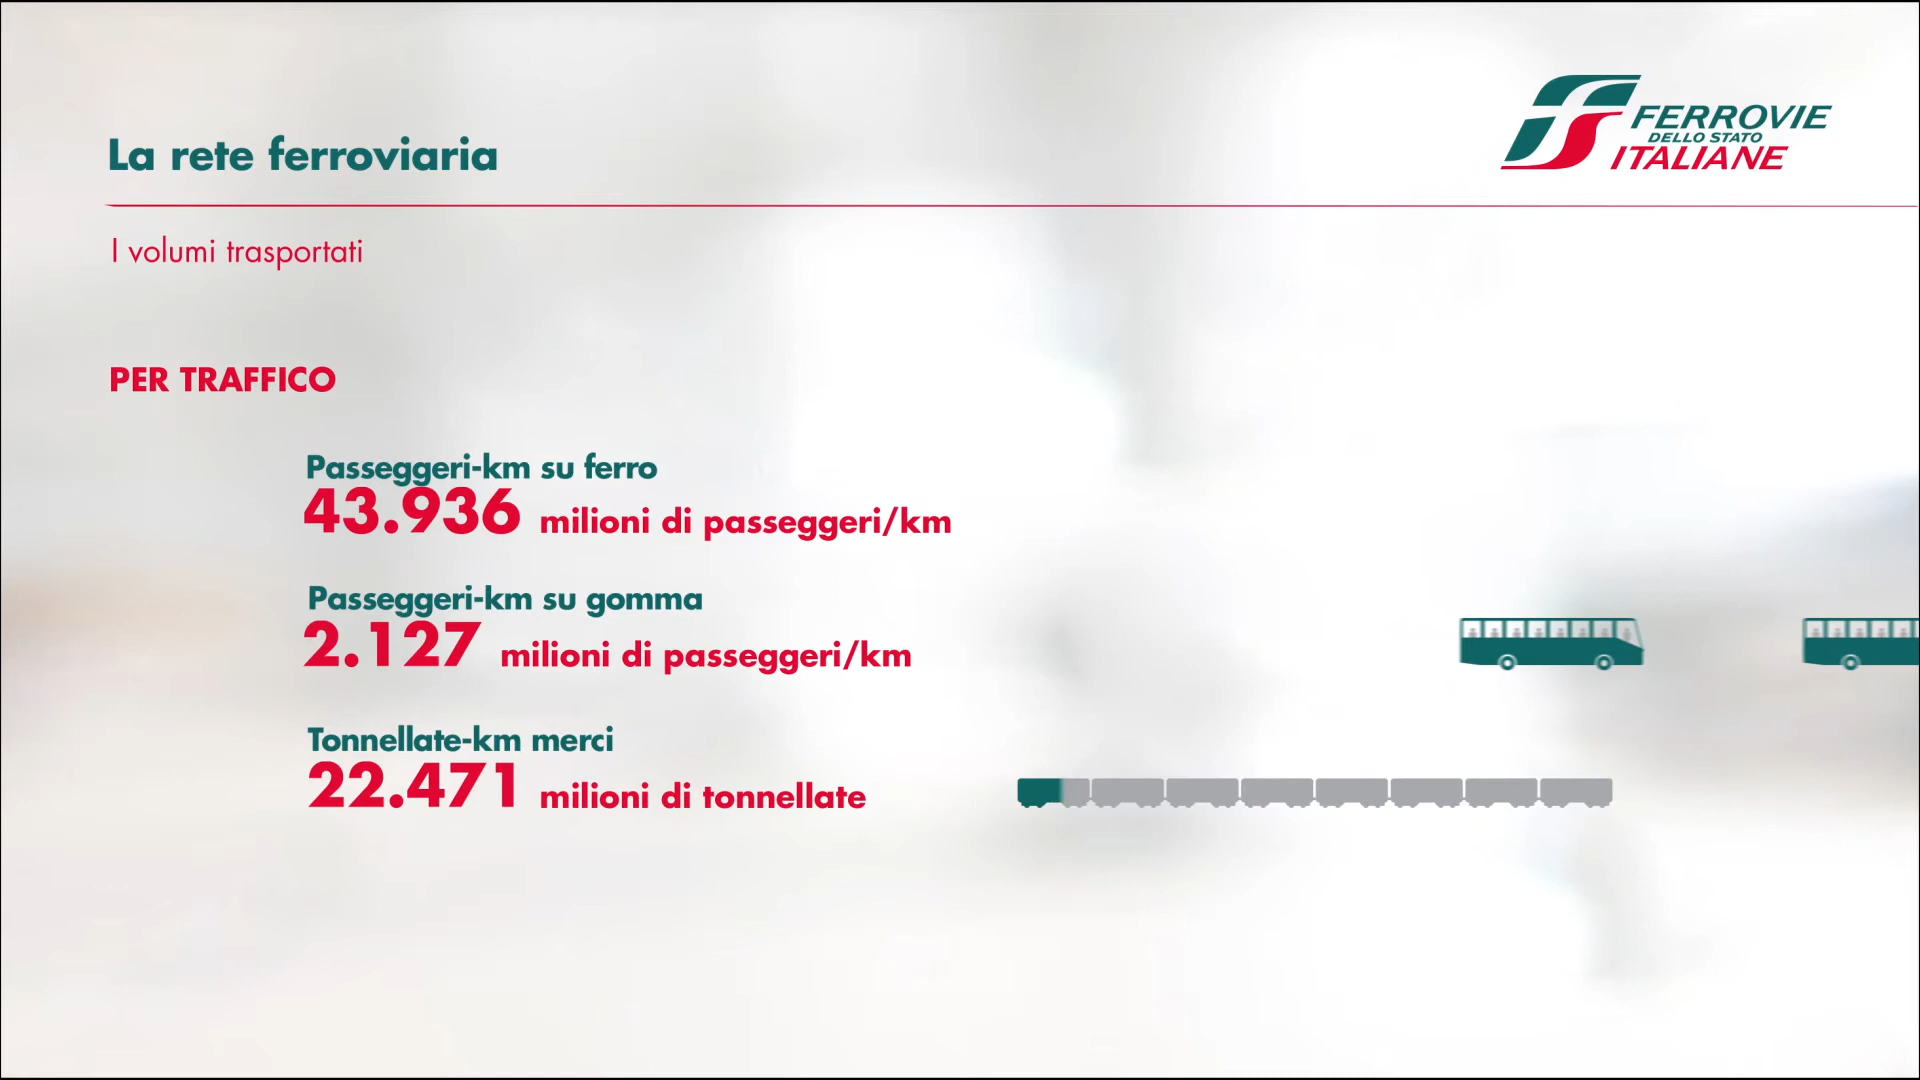 La rete ferroviaria
FERROVIE
DELLO STATO
ITALIANE
I volumi trasportati
PER TRAFFICO
Passeggeri-km su ferro
43.936 milioni di passeggeri/km
Passeggeri-km su gomma
2.127 milioni di passeggeri/km
Tonnellate-km merci
22.471 milioni di tonnellate